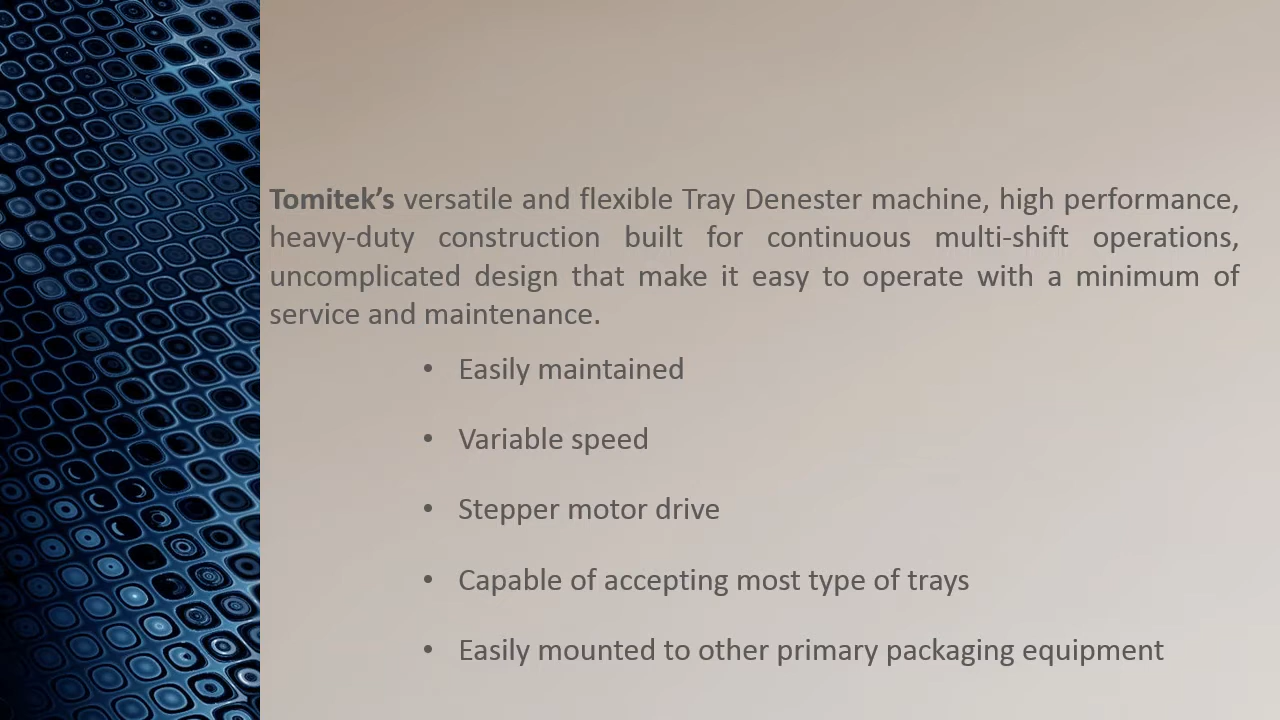 Tomitek’s versatile and flexible Tray Denester machine, high performance,
heavy-duty construction built for continuous multi-shift operations,
uncomplicated design that make it easy to operate with a minimum of
service and maintenance.
• Easily maintained
• Variable speed
• Stepper motor drive
• Capable of accepting most type of trays
• Easily mounted to other primary packaging equipment